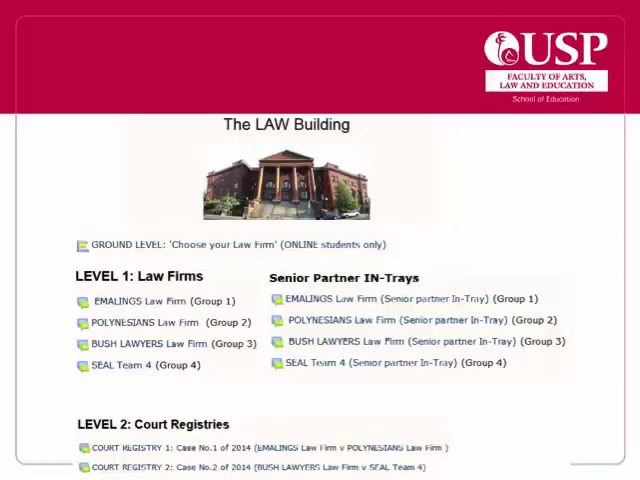 USP
FACULTY OF ARTS,
LAW AND EDUCATION
School of Education
The LAW Building
GROUND LEVEL: 'Choose your Law Firm' (ONLINE students only)
LEVEL 1: Law Firms
EMALINGS Law Firm (Group 1)
POLYNESIANS Law Firm (Group 2)
BUSH LAWYERS Law Firm (Group 3)
SEAL Team 4 (Group 4)
Senior Partner IN-Trays
EMALINGS Law Firm (Senior partner In-Tray) (Group 1)
POLYNESIANS Law Firm (Senior partner In-Tray) (Group 2)
BUSH LAWYERS Law Firm (Senior partner In-Tray) (Group 3)
SEAL Team 4 (Senior partner In-Tray) (Group 4)
LEVEL 2: Court Registries
COURT REGISTRY 1: Case No.1 of 2014 (EMALINGS Law Firm v POLYNESIANS Law Firm )
COURT REGISTRY 2: Case No.2 of 2014 (BUSH LAWYERS Law Firm v SEAL Team 4)